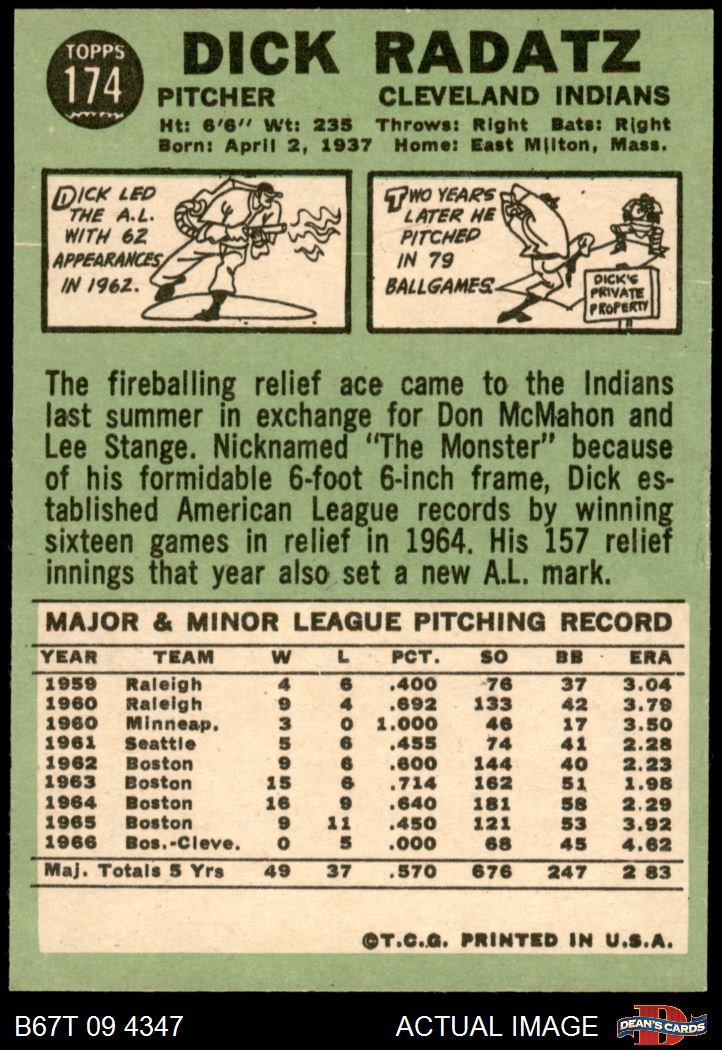 TOPPS
174
DICK RADATZ
PITCHER CLEVELAND INDIANS
Ht: 6'6" Wt: 235 Throws: Right Bats: Right
Born: April 2, 1937 Home: East Milton, Mass.
DICK LED
THE A.L.
WITH 62
APPEARANCES
IN 1962.
TWO YEARS
LATER HE
PITCHED
IN 79
BALLGAMES.
DICK'S
PRIVATE
PROPERTY
The fireballing relief ace came to the Indians
last summer in exchange for Don McMahon and
Lee Stange. Nicknamed "The Monster" because
of his formidable 6-foot 6-inch frame, Dick es-
tablished American League records by winning
sixteen games in relief in 1964. His 157 relief
innings that year also set a new A.L. mark.
MAJOR & MINOR LEAGUE PITCHING RECORD
YEAR TEAM W L PCT. SO BB ERA
1959 Raleigh 4 6 .400 76 37 3.04
1960 Raleigh 9 4 .692 133 42 3.79
1960 Minneap. 3 0 1.000 46 17 3.50
1961 Seattle 5 6 .455 74 41 2.28
1962 Boston 9 6 .600 144 40 2.23
1963 Boston 15 6 .714 162 51 1.98
1964 Boston 16 9 .640 181 58 2.29
1965 Boston 9 11 .450 121 53 3.92
1966 Bos.-Cleve. 0 5 .000 68 45 4.62
Maj. Totals 5 Yrs 49 37 .570 676 247 2 83
©T.C.G. PRINTED IN U.S.A.
B67T 09 4347 ACTUAL IMAGE
D
DEAN'S CARDS